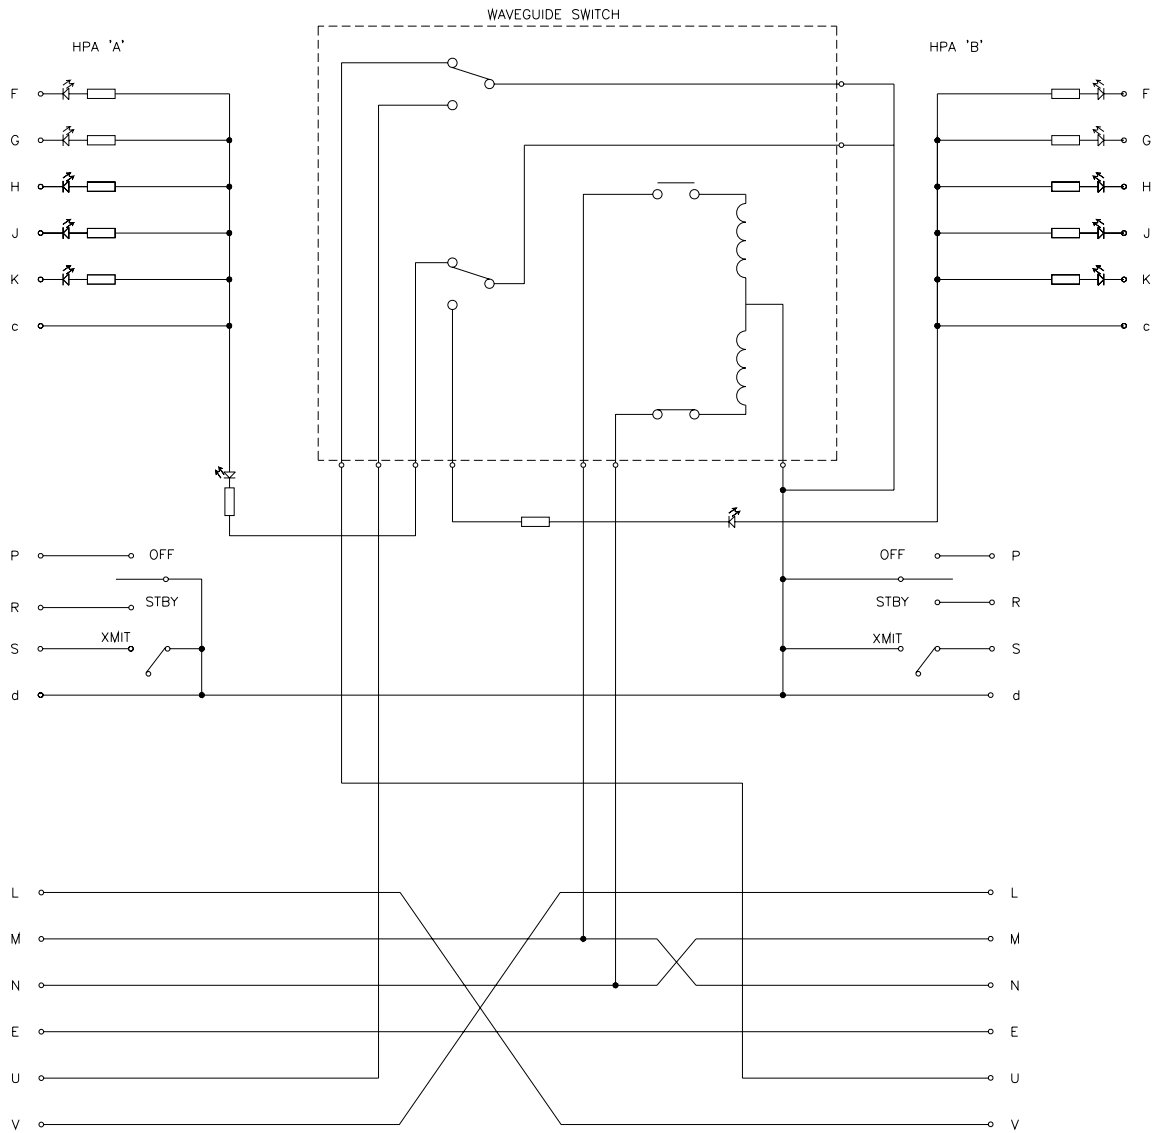 WAVEGUIDE SWITCH
HPA 'A'
HPA 'B'
F
F
G
G
H
H
J
J
K
K
c
c
P
OFF
OFF
P
R
STBY
STBY
R
S
XMIT
XMIT
S
d
d
L
L
M
M
N
N
E
E
U
U
V
V